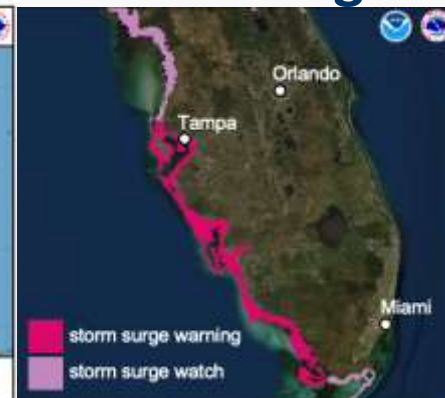 Orlando
Tampa
Miami
storm surge warning
storm surge watch